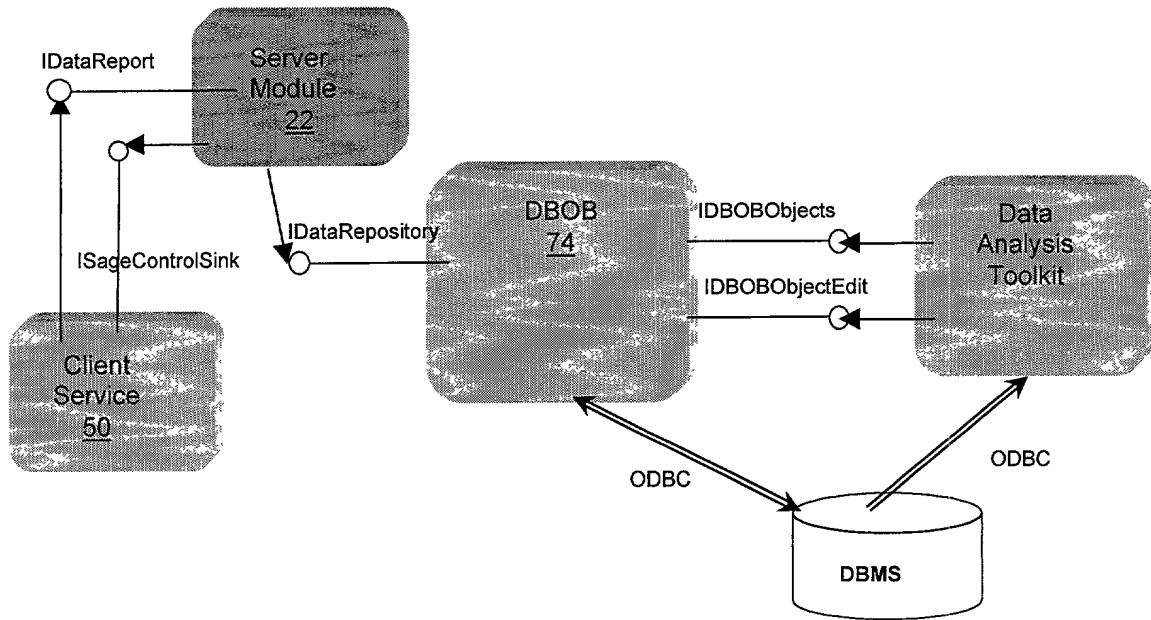 IDataReport
Server
Module
22
ISageControlSink
IDataRepository
Client
Service
50
DBOB
74
IDBOBObjects
IDBOBObjectEdit
Data
Analysis
Toolkit
ODBC
ODBC
DBMS